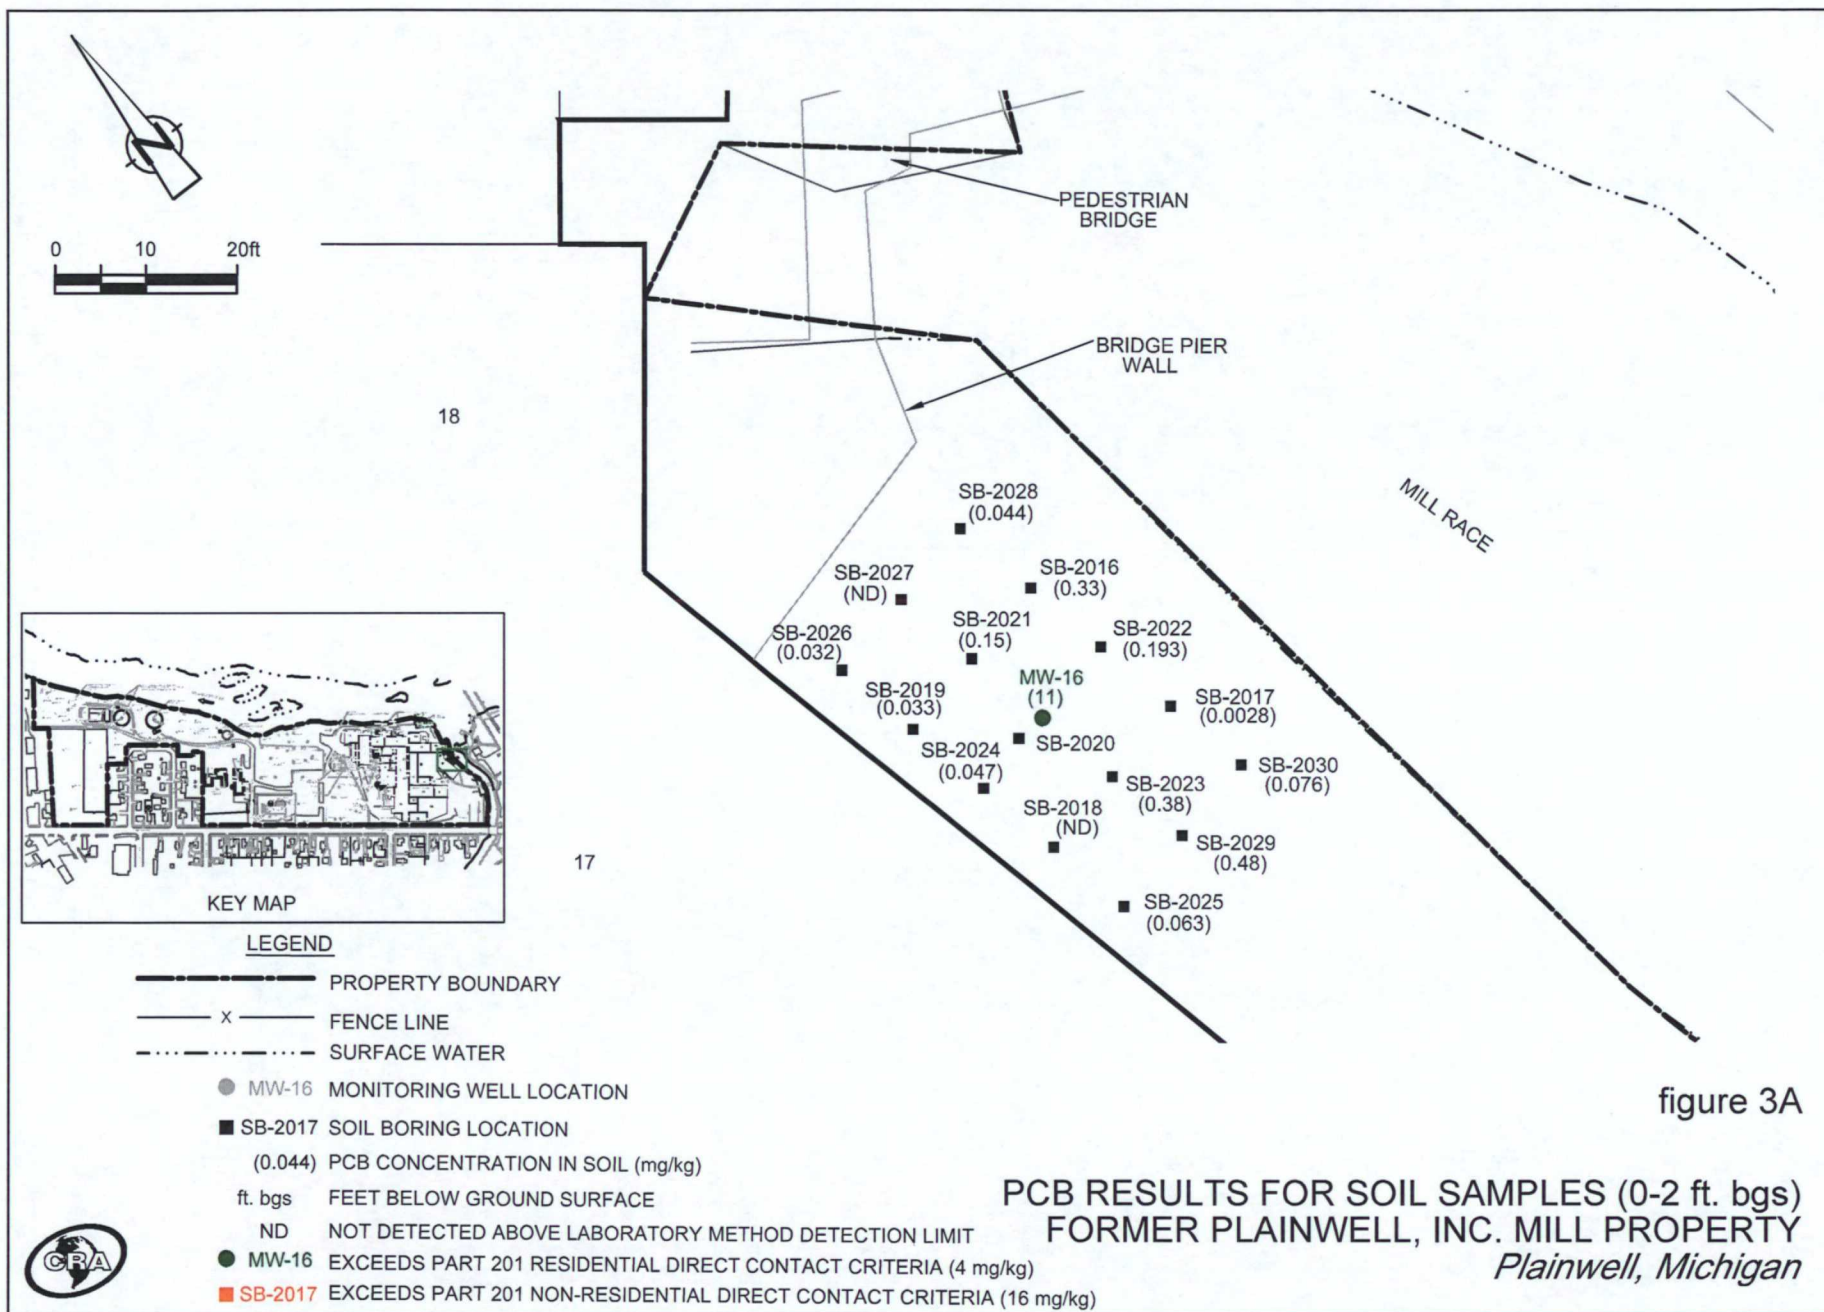 N
0 10 20ft
PEDESTRIAN
BRIDGE
BRIDGE PIER
WALL
18
MILL RACE
SB-2028
(0.044)
SB-2027
(ND)
SB-2016
(0.33)
SB-2026
(0.032)
SB-2021
(0.15)
SB-2022
(0.193)
MW-16
(11)
SB-2019
(0.033)
SB-2017
(0.0028)
SB-2020
SB-2024
(0.047)
SB-2023
(0.38)
SB-2030
(0.076)
SB-2018
(ND)
SB-2029
(0.48)
SB-2025
(0.063)
17
KEY MAP
LEGEND
PROPERTY BOUNDARY
X FENCE LINE
SURFACE WATER
MW-16 MONITORING WELL LOCATION
SB-2017 SOIL BORING LOCATION
(0.044) PCB CONCENTRATION IN SOIL (mg/kg)
ft. bgs FEET BELOW GROUND SURFACE
ND NOT DETECTED ABOVE LABORATORY METHOD DETECTION LIMIT
MW-16 EXCEEDS PART 201 RESIDENTIAL DIRECT CONTACT CRITERIA (4 mg/kg)
SB-2017 EXCEEDS PART 201 NON-RESIDENTIAL DIRECT CONTACT CRITERIA (16 mg/kg)
CRA
figure 3A
PCB RESULTS FOR SOIL SAMPLES (0-2 ft. bgs)
FORMER PLAINWELL, INC. MILL PROPERTY
Plainwell, Michigan